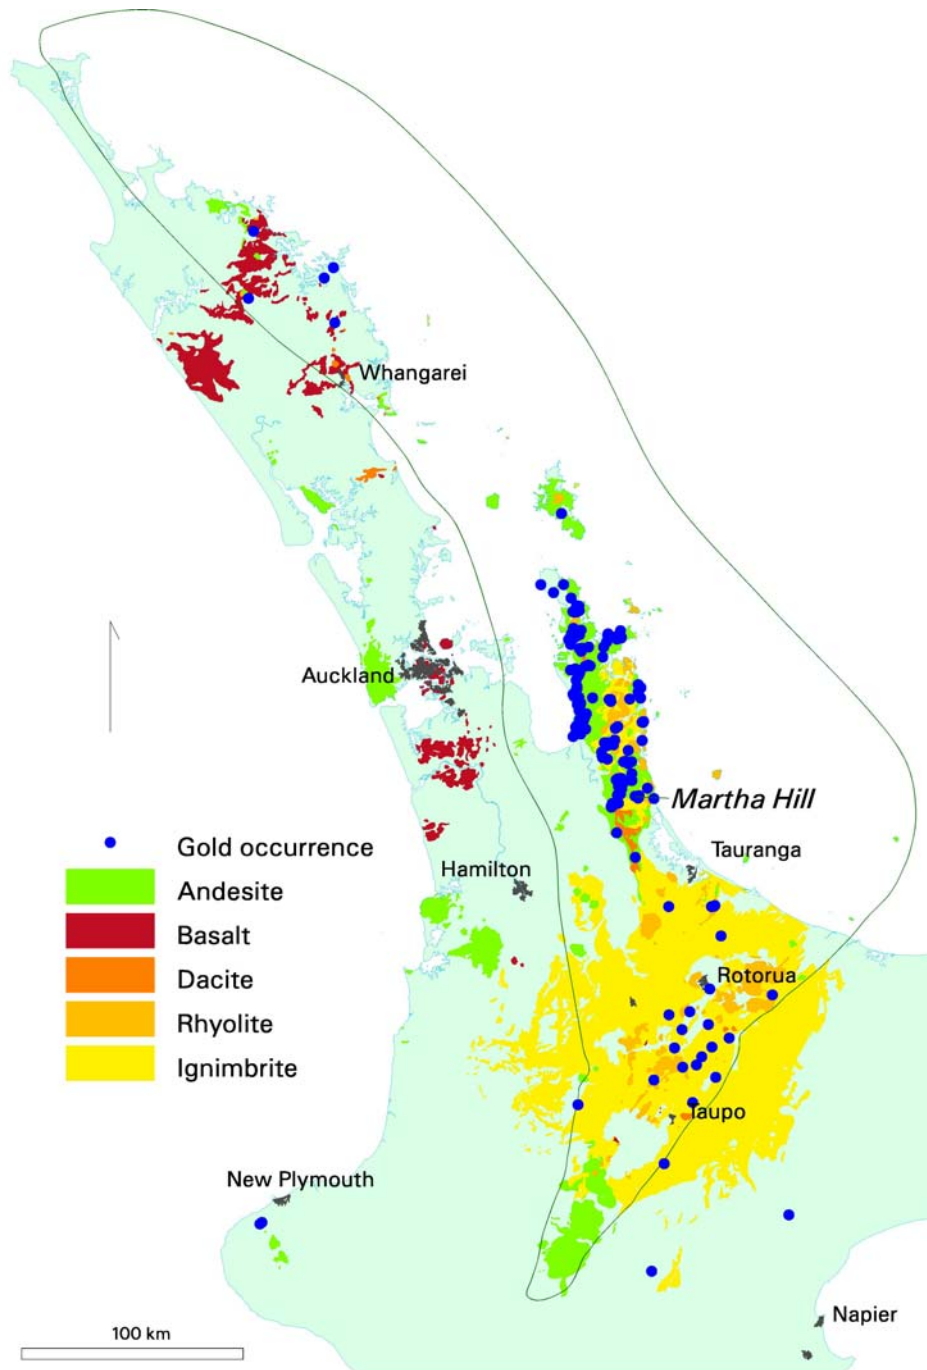 Whangarei
Auckland
Martha Hill
Gold occurrence
Tauranga
Andesite
Hamilton
Basalt
Dacite
Rotorua
Rhyolite
Ignimbrite
Taupo
New Plymouth
Napier
100 km